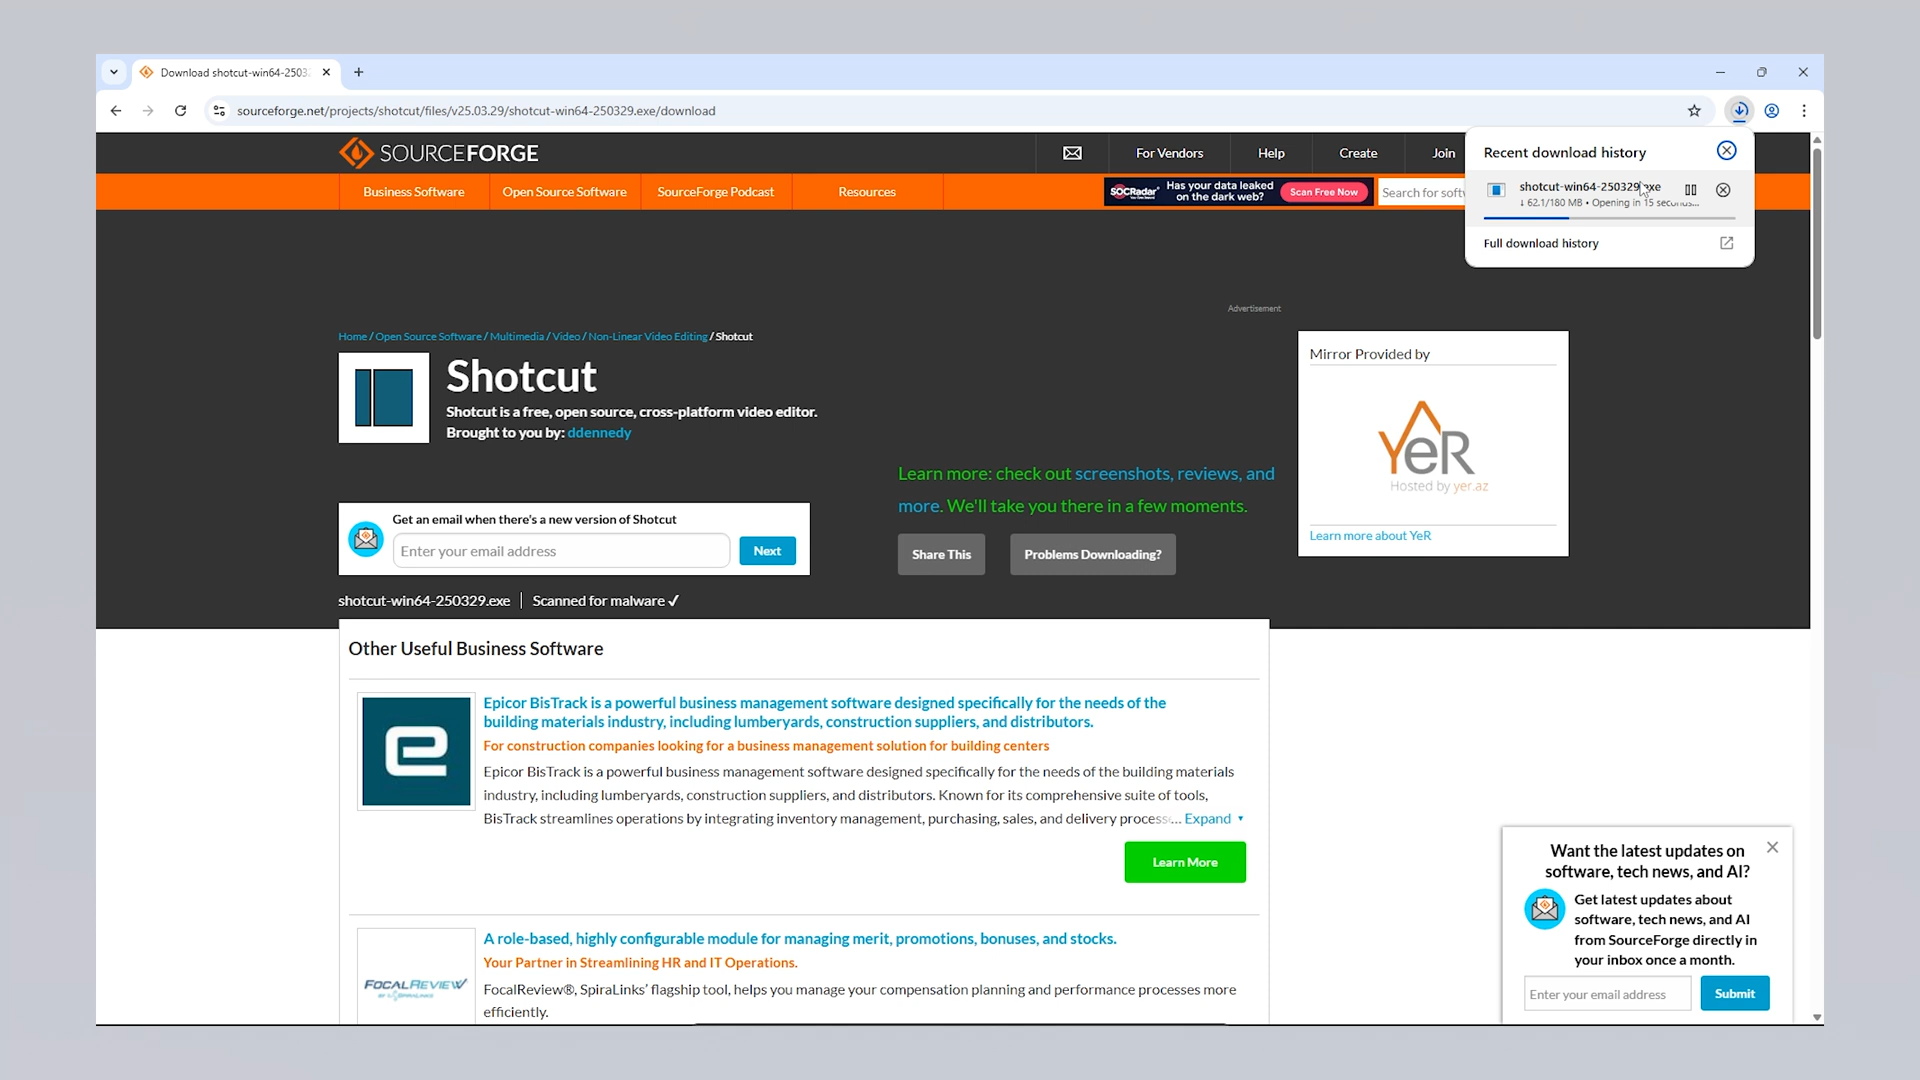 Download shotcut-win64-2503
sourceforge.net/projects/shotcut/files/v25.03.29/shotcut-win64-250329.exe/download
SOURCEFORGE
For Vendors
Help
Create
Join
Business Software
Open Source Software
SourceForge Podcast
Resources
SOCRadar
Has your data leaked
on the dark web?
Scan Free Now
Search for softw
Recent download history
shotcut-win64-250329.exe
↓ 62.1/180 MB • Opening in 15 seconds...
Full download history
Advertisement
Home / Open Source Software / Multimedia / Video / Non-Linear Video Editing / Shotcut
Shotcut
Shotcut is a free, open source, cross-platform video editor.
Brought to you by: ddennedy
Learn more: check out screenshots, reviews, and
more. We'll take you there in a few moments.
Share This
Problems Downloading?
Mirror Provided by
YeR
Hosted by yer.az
Learn more about YeR
Get an email when there's a new version of Shotcut
Enter your email address
Next
shotcut-win64-250329.exe | Scanned for malware ✓
Other Useful Business Software
Epicor BisTrack is a powerful business management software designed specifically for the needs of the
building materials industry, including lumberyards, construction suppliers, and distributors.
For construction companies looking for a business management solution for building centers
Epicor BisTrack is a powerful business management software designed specifically for the needs of the building materials
industry, including lumberyards, construction suppliers, and distributors. Known for its comprehensive suite of tools,
BisTrack streamlines operations by integrating inventory management, purchasing, sales, and delivery process... Expand
Learn More
FOCALREVIEW
BY SPIRALINKS
A role-based, highly configurable module for managing merit, promotions, bonuses, and stocks.
Your Partner in Streamlining HR and IT Operations.
FocalReview®, SpiraLinks' flagship tool, helps you manage your compensation planning and performance processes more
efficiently.
Want the latest updates on
software, tech news, and AI?
Get latest updates about
software, tech news, and AI
from SourceForge directly in
your inbox once a month.
Enter your email address
Submit